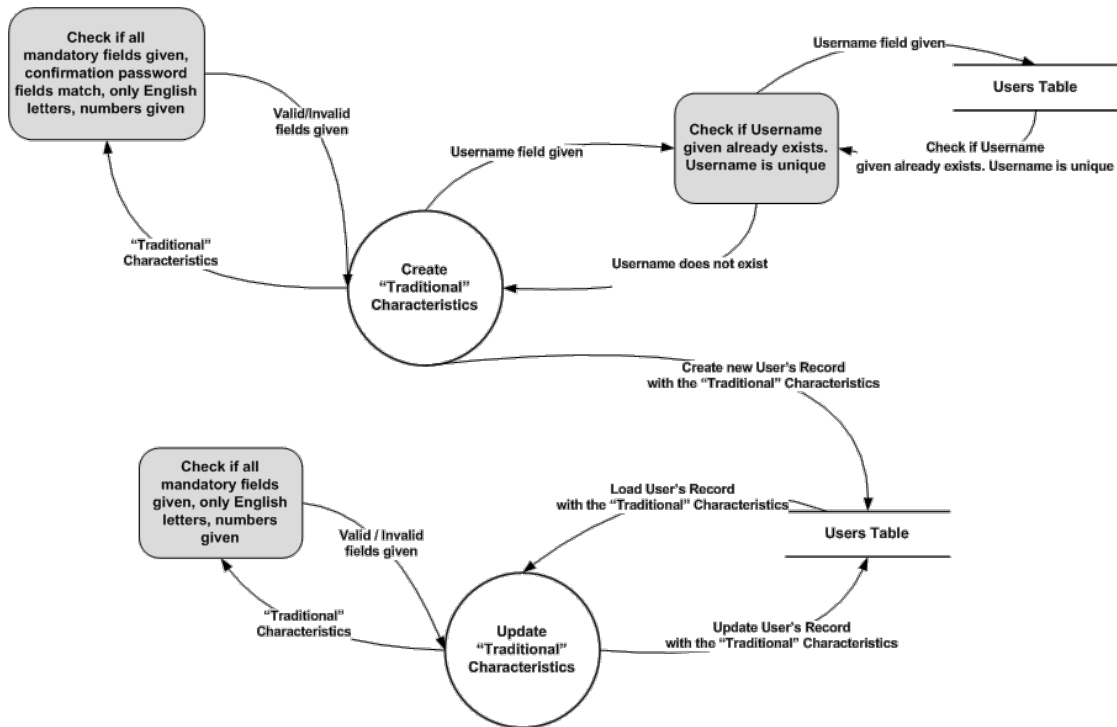 Check if all
mandatory fields given,
confirmation password
fields match, only English
letters, numbers given
Valid/Invalid
fields given
“Traditional”
Characteristics
Create
“Traditional”
Characteristics
Username field given
Check if Username
given already exists.
Username is unique
Username field given
Users Table
Check if Username
given already exists. Username is unique
Username does not exist
Create new User's Record
with the “Traditional” Characteristics
Check if all
mandatory fields
given, only English
letters, numbers
given
Valid / Invalid
fields given
“Traditional”
Characteristics
Update
“Traditional”
Characteristics
Load User's Record
with the “Traditional” Characteristics
Users Table
Update User's Record
with the “Traditional” Characteristics